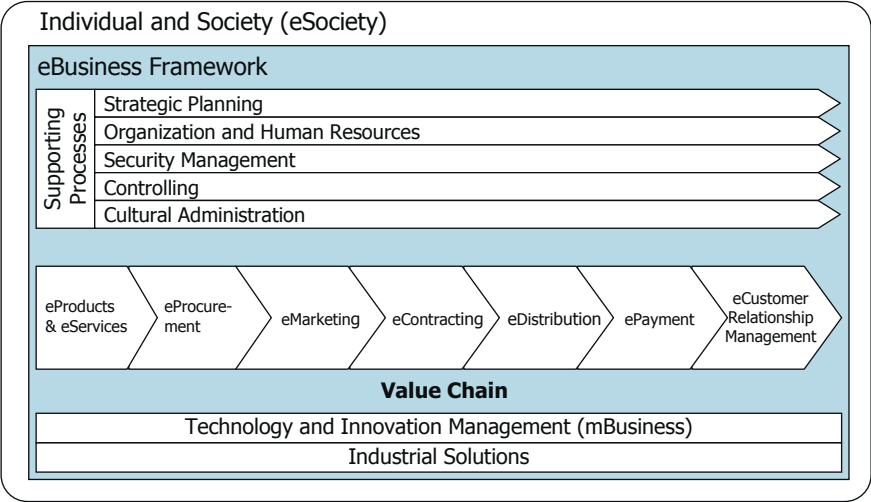 Individual and Society (eSociety)
eBusiness Framework
Supporting
Processes
Strategic Planning
Organization and Human Resources
Security Management
Controlling
Cultural Administration
eProducts
& eServices
eProcure-
ment
eMarketing
eContracting
eDistribution
ePayment
eCustomer
Relationship
Management
Value Chain
Technology and Innovation Management (mBusiness)
Industrial Solutions